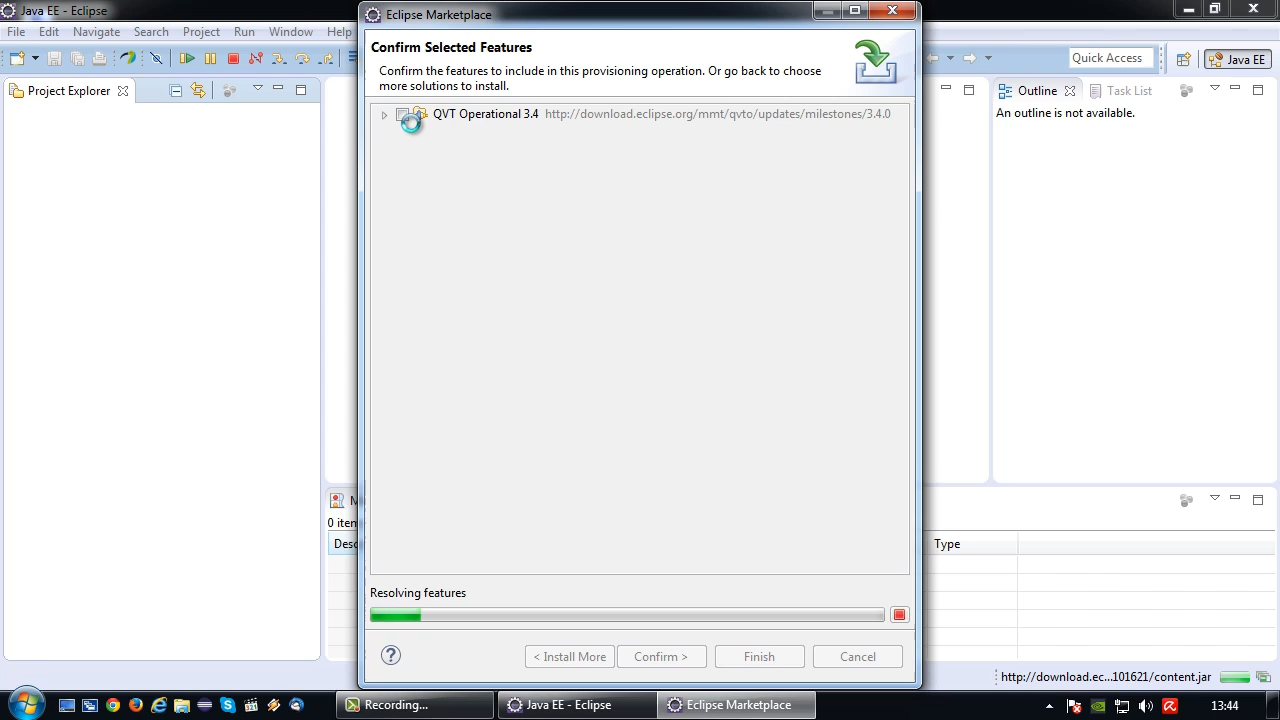 Java EE - Eclipse
File Edit Navigate Search Project Run Window Help
Quick Access
Java EE
Project Explorer
Eclipse Marketplace
Confirm Selected Features
Confirm the features to include in this provisioning operation. Or go back to choose
more solutions to install.
QVT Operational 3.4 http://download.eclipse.org/mmt/qvto/updates/milestones/3.4.0
Resolving features
< Install More Confirm > Finish Cancel
Outline Task List
An outline is not available.
M
0 iten
Desc
Type
http://download.ec...101621/content.jar
Recording... Java EE - Eclipse Eclipse Marketplace
13:44